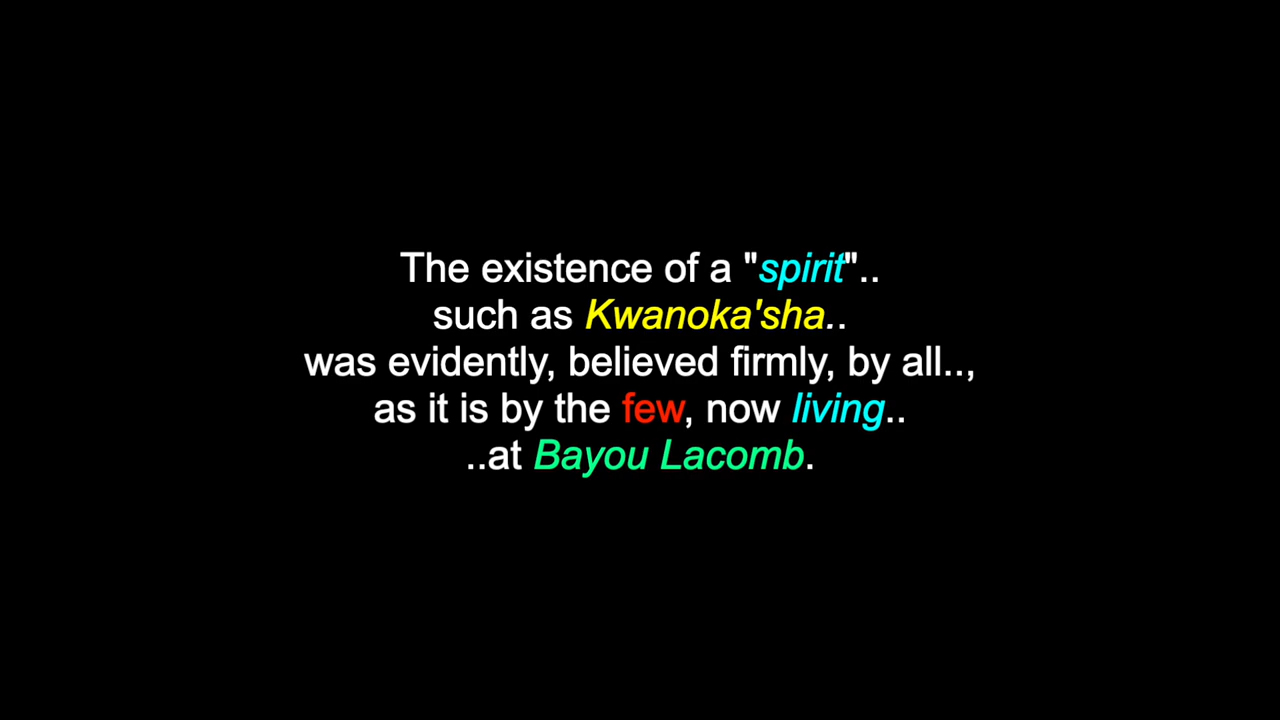 The existence of a "spirit"..
such as Kwanoka'sha..
was evidently, believed firmly, by all..,
as it is by the few, now living..
..at Bayou Lacomb.